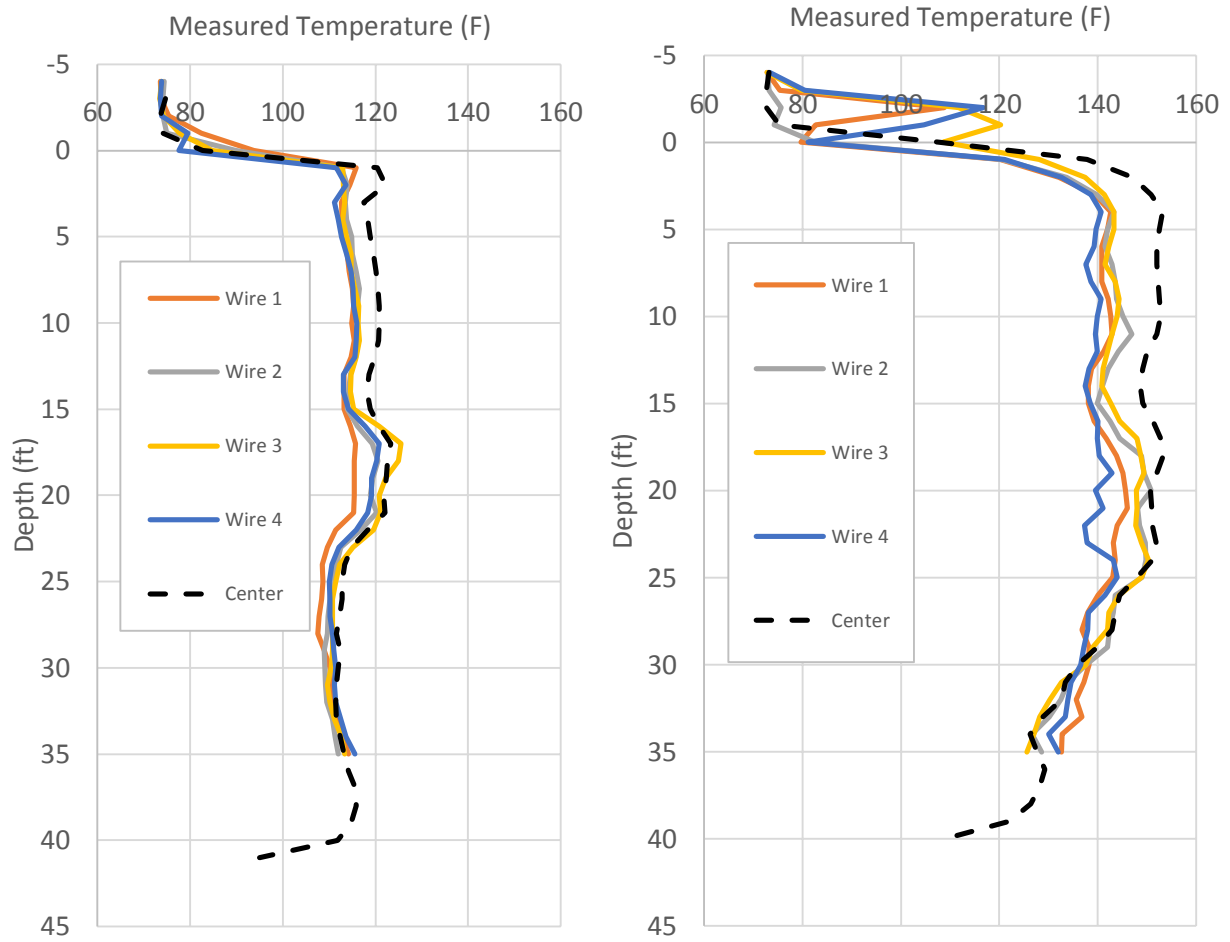 Measured Temperature (F)
-5
60 80 100 120 140 160
0
5
10
15
20
25
30
35
40
45
Depth (ft)
Wire 1
Wire 2
Wire 3
Wire 4
Center
Measured Temperature (F)
-5
60 80 100 120 140 160
0
5
10
15
20
25
30
35
40
45
Depth (ft)
Wire 1
Wire 2
Wire 3
Wire 4
Center